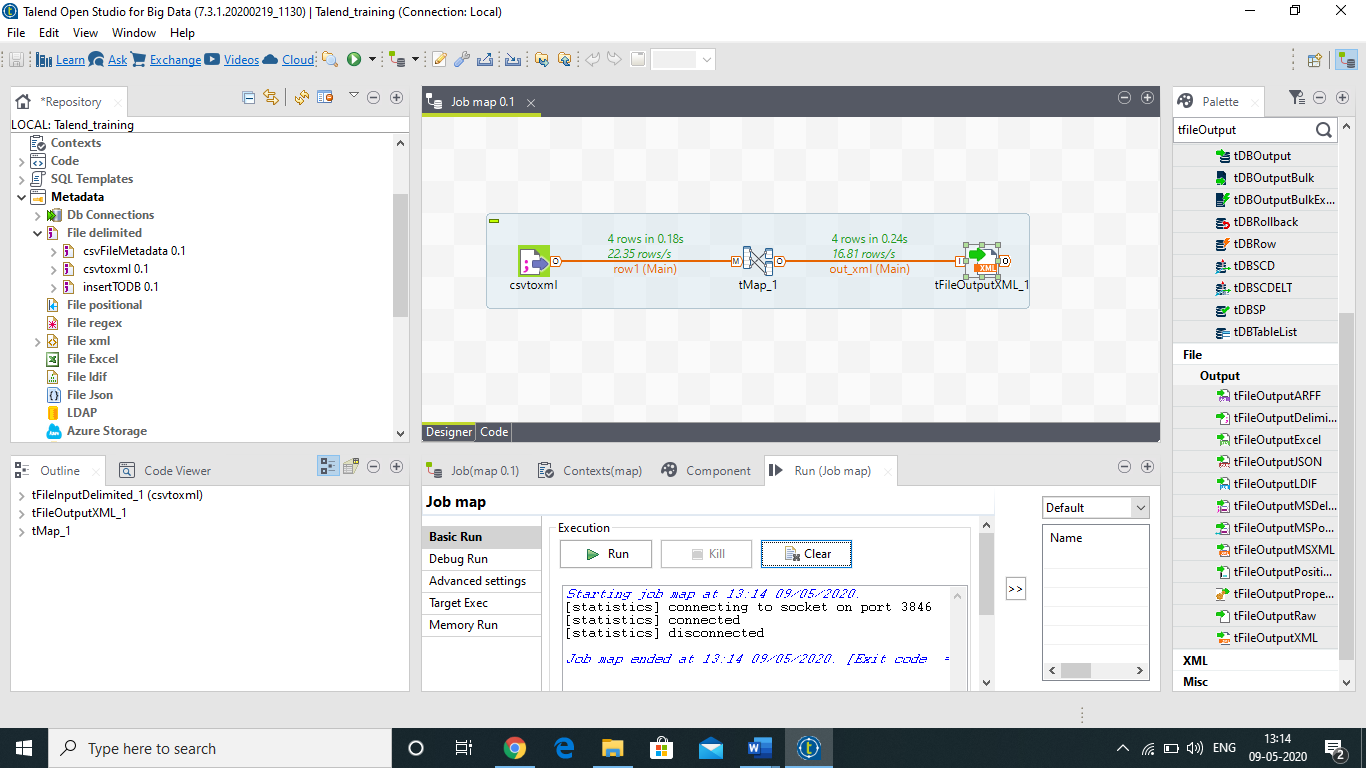 Talend Open Studio for Big Data (7.3.1.20200219_1130) | Talend_training (Connection: Local)
File Edit View Window Help
Learn Ask Exchange Videos Cloud
*Repository
LOCAL: Talend_training
Contexts
Code
SQL Templates
Metadata
Db Connections
File delimited
csvFileMetadata 0.1
csvtoxml 0.1
insertTODB 0.1
File positional
File regex
File xml
File Excel
File ldif
File Json
LDAP
Azure Storage
Outline
Code Viewer
tFileInputDelimited_1 (csvtoxml)
tFileOutputXML_1
tMap_1
Job map 0.1
4 rows in 0.18s
22.35 rows/s
row1 (Main)
4 rows in 0.24s
16.81 rows/s
out_xml (Main)
csvtoxml
tMap_1
tFileOutputXML_1
Designer Code
Job(map 0.1) Contexts(map) Component Run (Job map)
Job map
Basic Run
Debug Run
Advanced settings
Target Exec
Memory Run
Execution
Run Kill Clear
Starting job map at 13:14 09/05/2020.
[statistics] connecting to socket on port 3846
[statistics] connected
[statistics] disconnected
Job map ended at 13:14 09/05/2020. [Exit code =
>>
Default
Name
Palette
tfileOutput
tDBOutput
tDBOutputBulk
tDBOutputBulkEx...
tDBRollback
tDBRow
tDBSCD
tDBSCDELT
tDBSP
tDBTableList
File
Output
tFileOutputARFF
tFileOutputDelimi...
tFileOutputExcel
tFileOutputJSON
tFileOutputLDIF
tFileOutputMSDel...
tFileOutputMSPo...
tFileOutputMSXML
tFileOutputPositi...
tFileOutputPrope...
tFileOutputRaw
tFileOutputXML
XML
Misc
Type here to search
ENG
13:14
09-05-2020
2